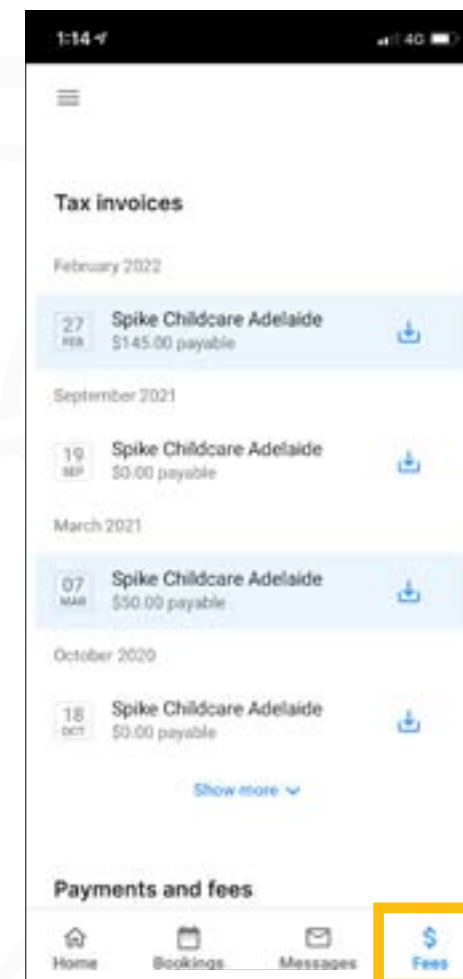 1:14
4G
Tax invoices
February 2022
27 Spike Childcare Adelaide
FEB $145.00 payable
September 2021
19 Spike Childcare Adelaide
SEP $0.00 payable
March 2021
07 Spike Childcare Adelaide
MAR $50.00 payable
October 2020
18 Spike Childcare Adelaide
OCT $0.00 payable
Show more
Payments and fees
$
Home Bookings Messages Fees